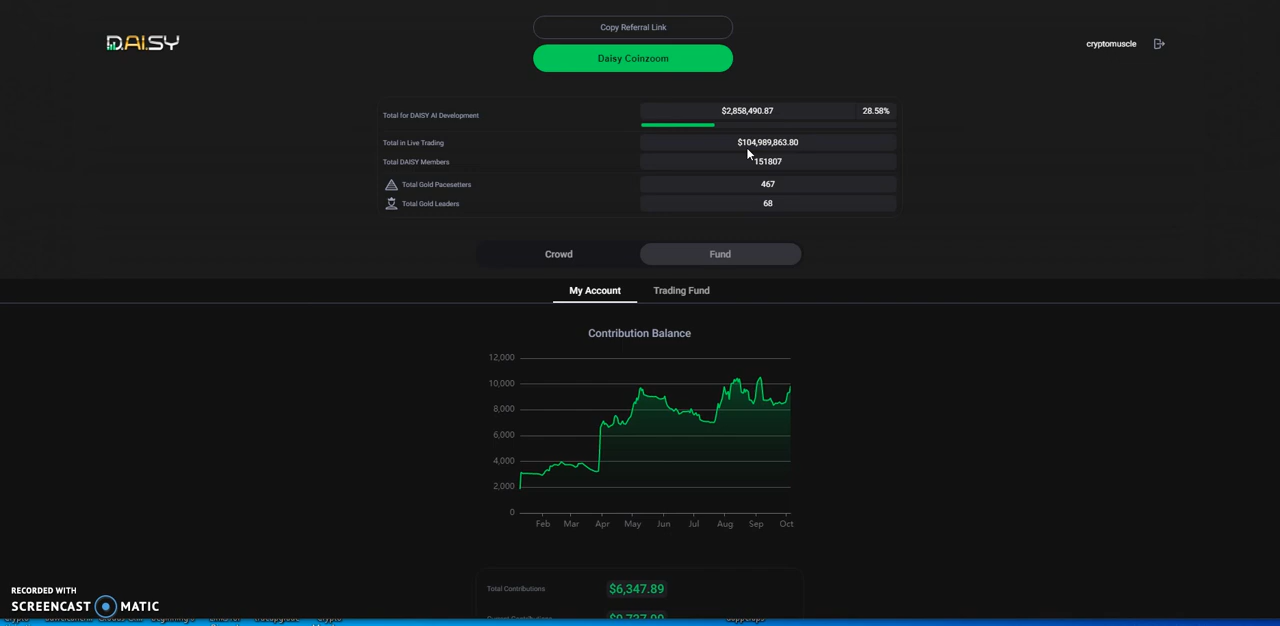 Copy Referral Link
DAISY
Daisy Coinzoom
cryptomuscle
Total for DAISY AI Development $2,858,490.87 28.58%
Total in Live Trading $104,989,863.80
Total DAISY Members 151807
Total Gold Pacesetters 467
Total Gold Leaders 68
Crowd Fund
My Account Trading Fund
Contribution Balance
12,000
10,000
8,000
6,000
4,000
2,000
0
Feb Mar Apr May Jun Jul Aug Sep Oct
Total Contributions $6,347.89
RECORDED WITH
SCREENCAST MATIC